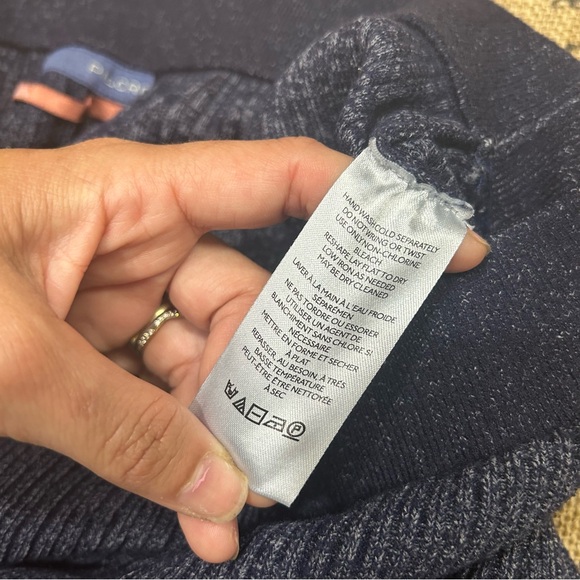 HAND WASH COLD SEPARATELY
DO NOT WRING OR TWIST
USE ONLY NON-CHLORINE
BLEACH
RESHAPE LAY FLAT TO DRY
LOW IRON AS NEEDED
MAY BE DRY CLEANED
LAVER À LA MAIN À L'EAU FROIDE
SÉPAREMEN
NE PAS TORDRE OU ESSORER
UTILISER UN AGENT DE
BLANCHIMENT SANS CHLORE, SI
NÉCESSAIRE
METTRE EN FORME ET SECHER
À PLAT
REPASSER, AU BESOIN, À TRÈS
BASSE TEMPÉRATURE
PEUT-ÊTRE ÊTRE NETTOYÉE
À SEC
P